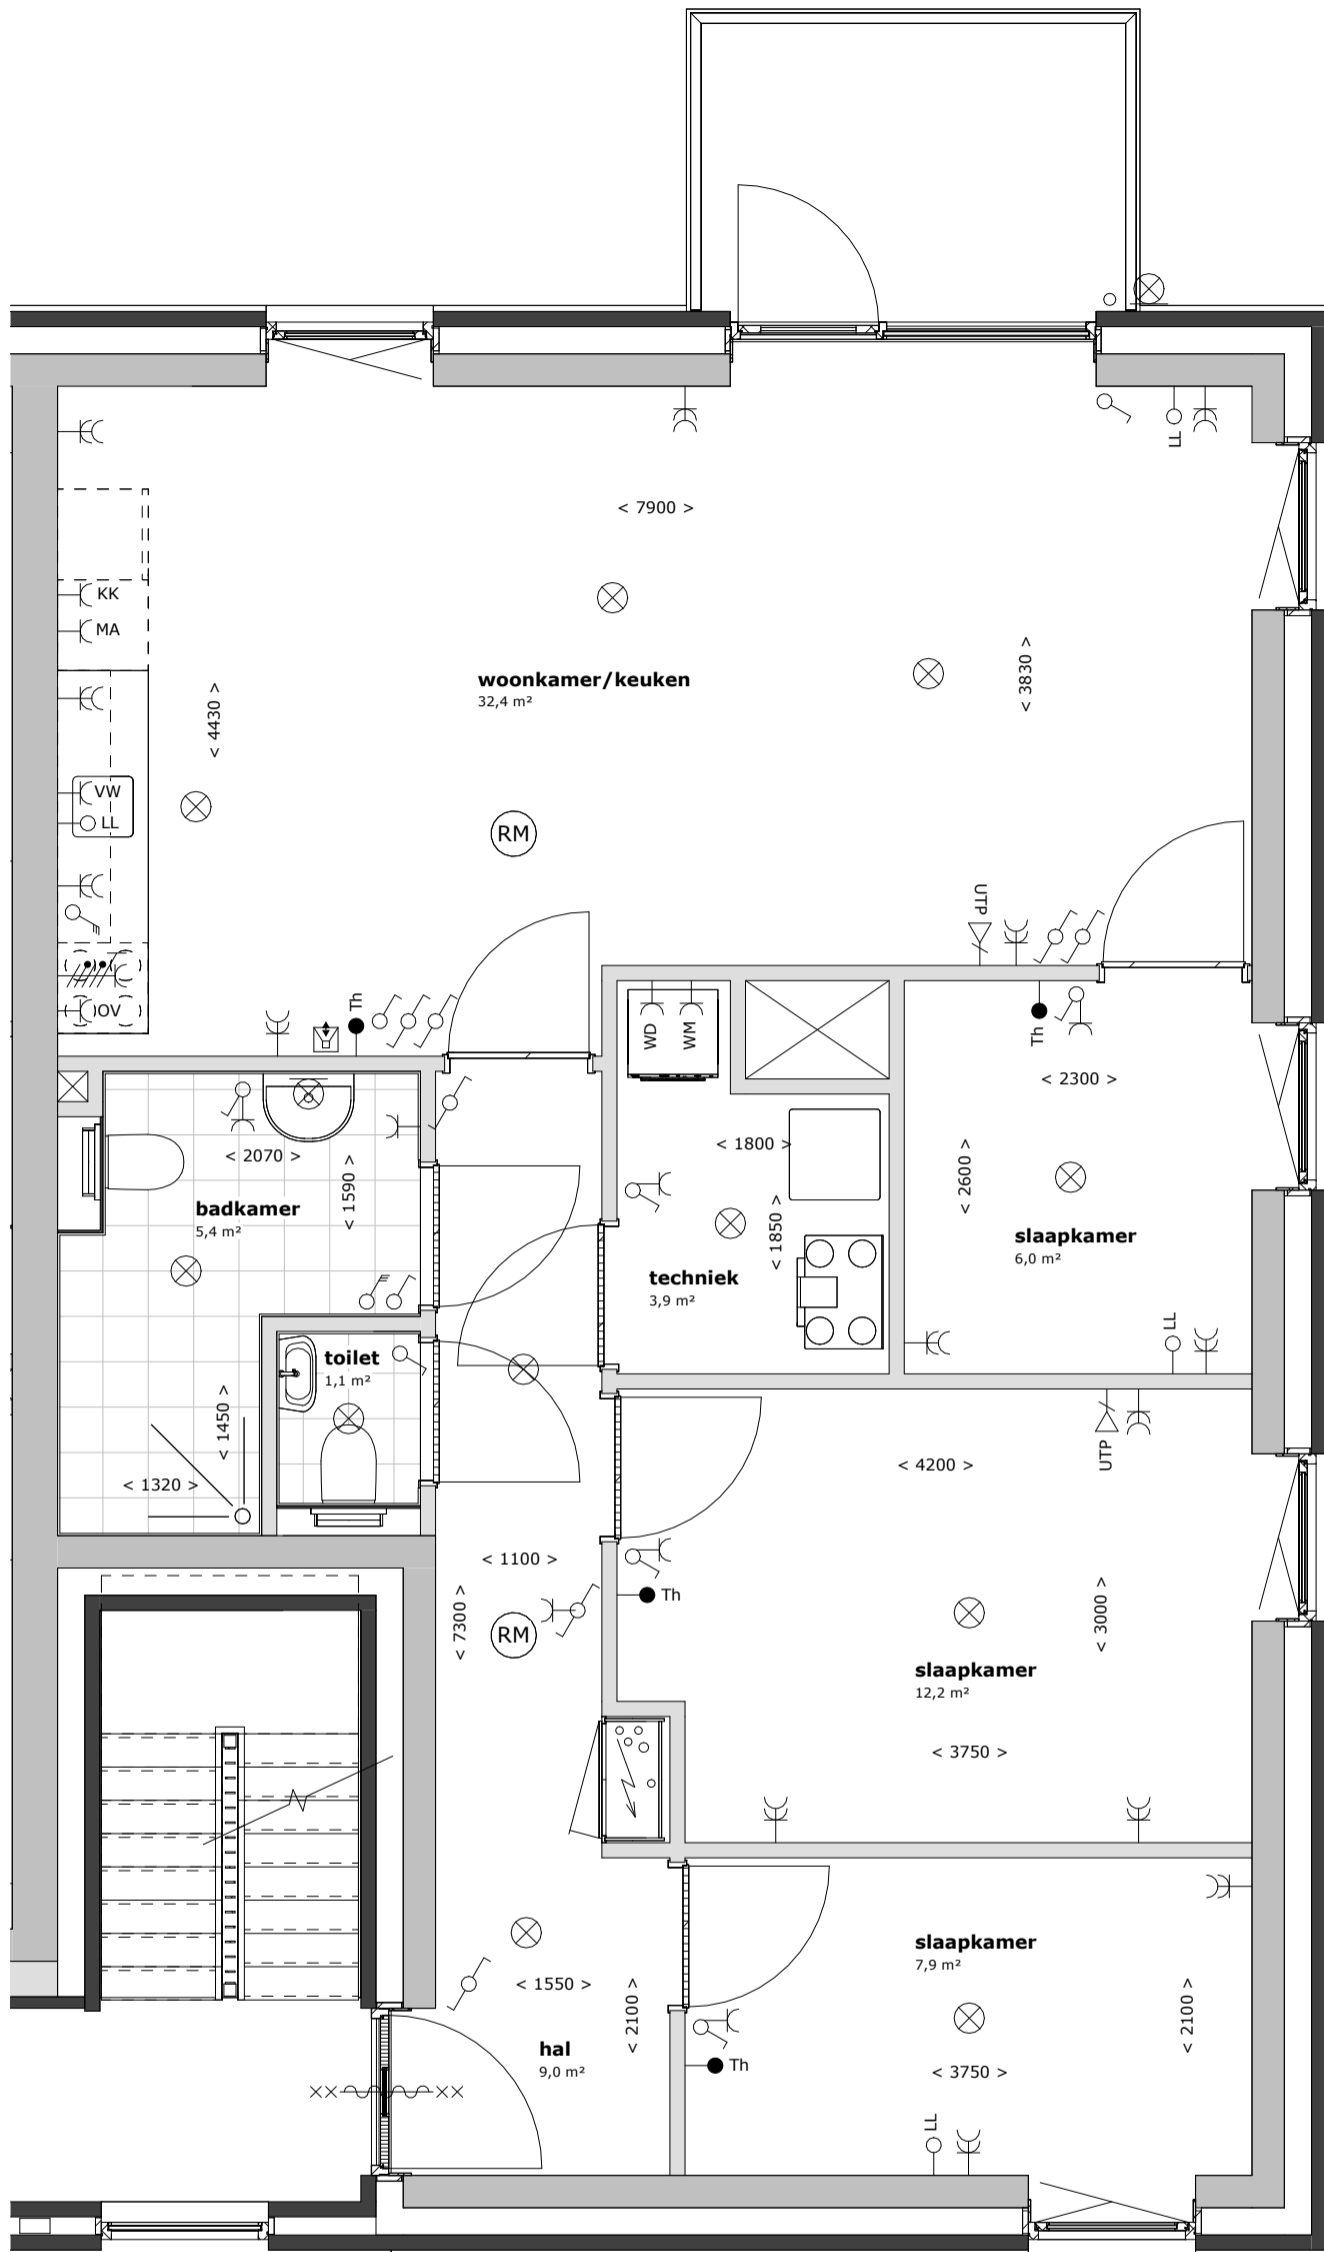 LL
< 7900 >
KK
MA
< 3830 >
woonkamer/keuken
32,4 m²
< 4430 >
VW
LL
RM
UTP
OV
Th
Th
WD
WM
< 2300 >
< 1800 >
< 2070 >
< 1590 >
< 2600 >
badkamer
5,4 m²
< 1850 >
slaapkamer
6,0 m²
techniek
3,9 m²
LL
toilet
1,1 m²
< 1450 >
UTP
< 4200 >
< 1320 >
< 1100 >
Th
< 7300 >
< 3000 >
RM
slaapkamer
12,2 m²
< 3750 >
slaapkamer
7,9 m²
< 1550 >
< 2100 >
< 2100 >
hal
9,0 m²
Th
< 3750 >
XX
XX
LL